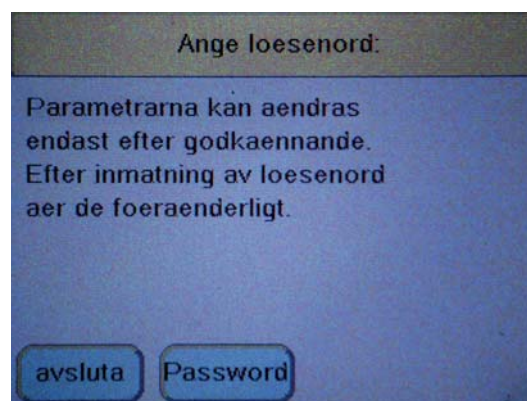 Ange loesenord:
Parametrarna kan aendras
endast efter godkaennande.
Efter inmatning av loesenord
aer de foeraenderligt.
avsluta Password